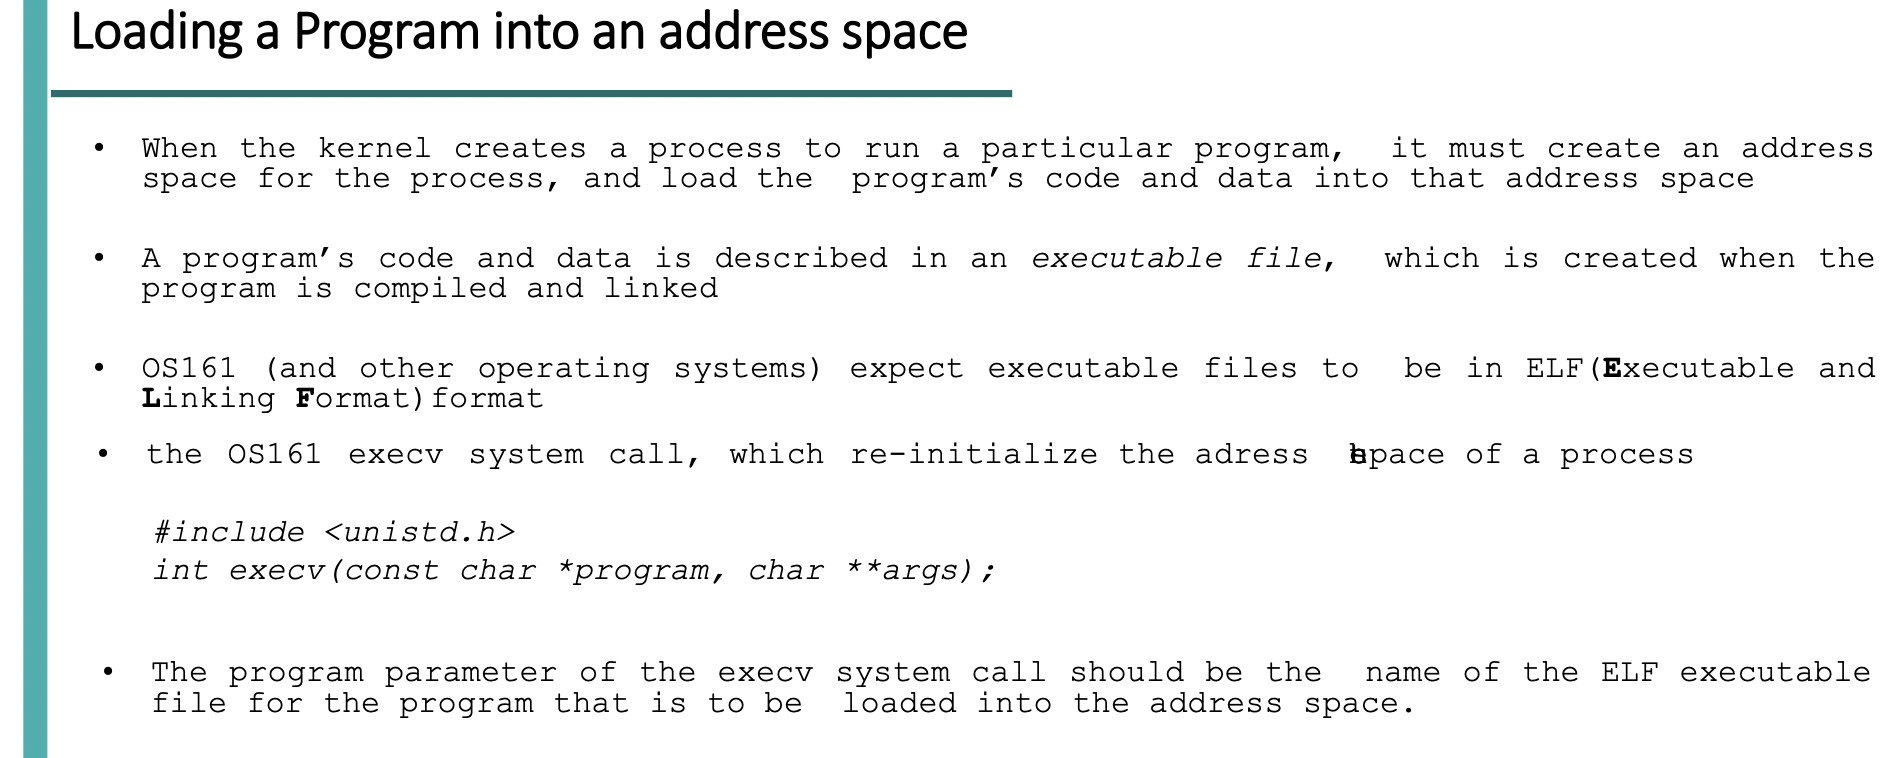 Loading a Program into an address space
• When the kernel creates a process to run a particular program, it must create an address
space for the process, and load the program’s code and data into that address space
• A program’s code and data is described in an executable file, which is created when the
program is compiled and linked
• OS161 (and other operating systems) expect executable files to be in ELF(Executable and
Linking Format)format
• the OS161 execv system call, which re-initialize the adress space of a process
#include <unistd.h>
int execv(const char *program, char **args);
• The program parameter of the execv system call should be the name of the ELF executable
file for the program that is to be loaded into the address space.